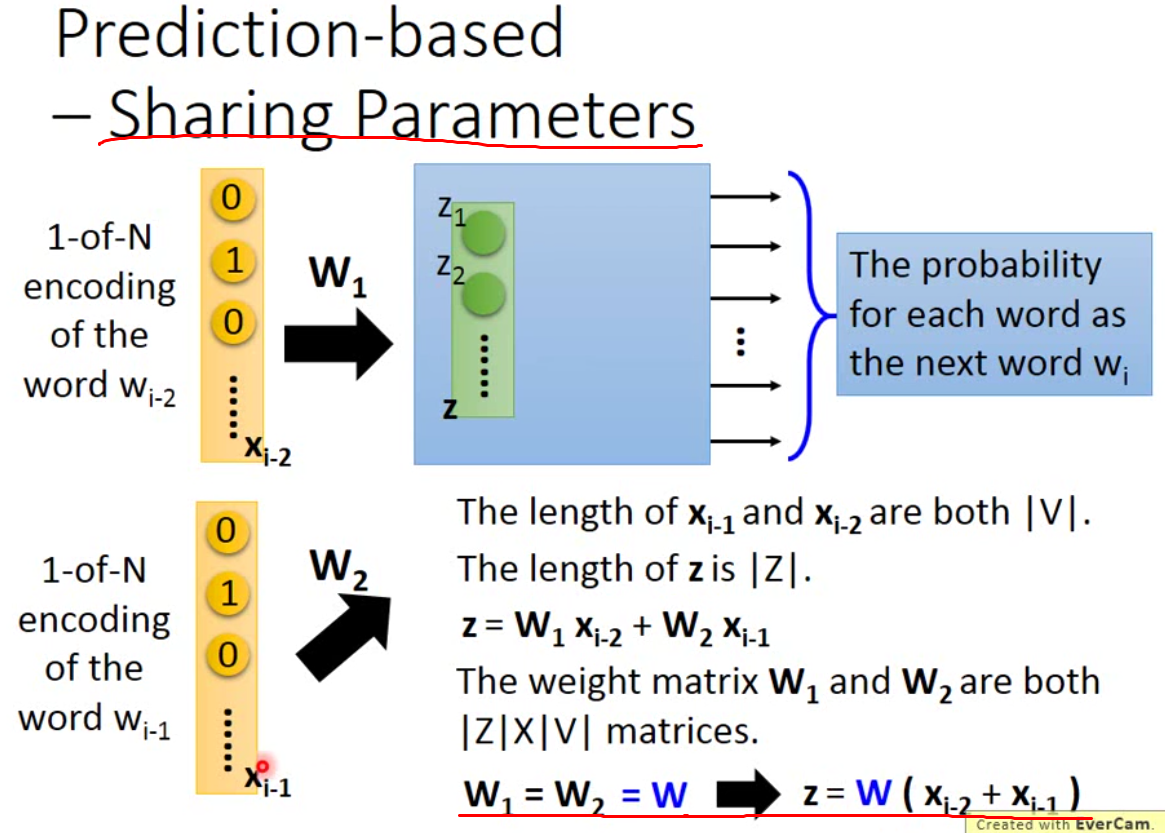 Prediction-based
– Sharing Parameters
1-of-N
encoding
of the
word wi-2
0
1
0
xi-2
W1
z1
z2
z
The probability
for each word as
the next word wi
1-of-N
encoding
of the
word wi-1
0
1
0
xi-1
W2
The length of xi-1 and xi-2 are both |V|.
The length of z is |Z|.
z = W1 xi-2 + W2 xi-1
The weight matrix W1 and W2 are both
|Z|X|V| matrices.
W1 = W2 = W z = W ( xi-2 + xi-1 )
Created with EverCam.